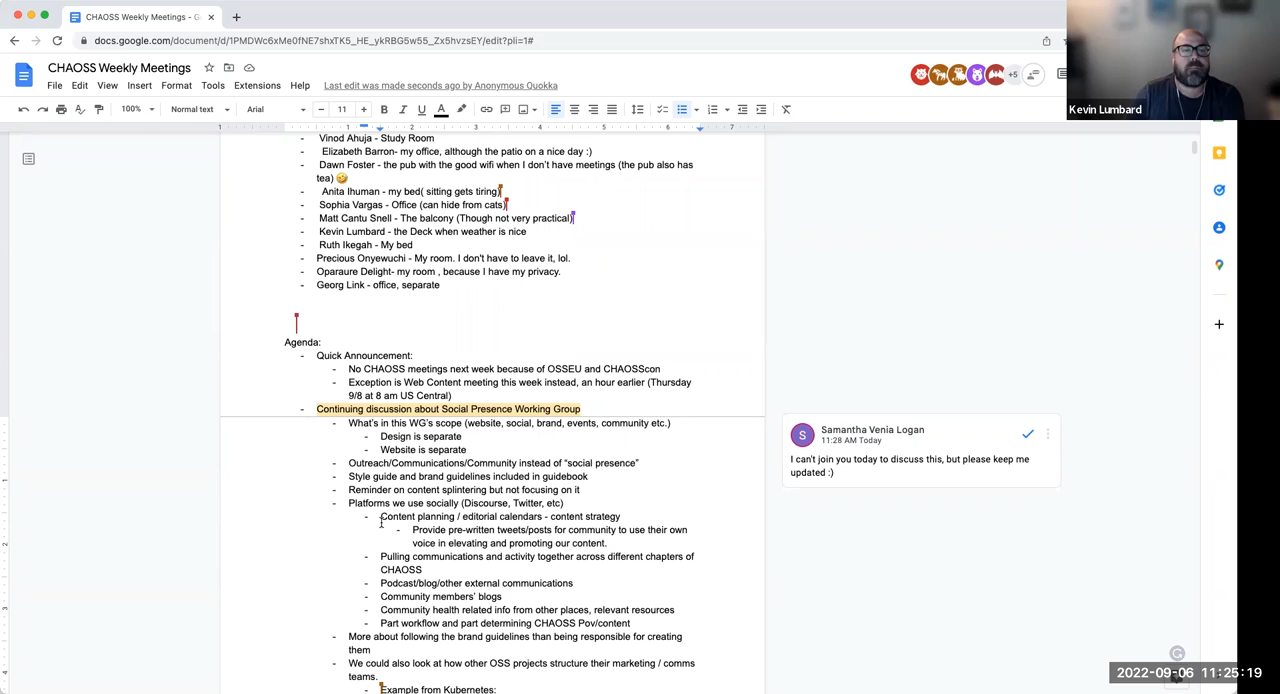 CHAOSS Weekly Meetings - G
docs.google.com/document/d/1PMDWc6xMe0fNE7shxTK5_HE_ykRBG5w55_Zx5hvzsEY/edit?pli=1#
CHAOSS Weekly Meetings
+5
File Edit View Insert Format Tools Extensions Help Last edit was made seconds ago by Anonymous Quokka
100% Normal text Arial 11 B I U A
Kevin Lumbard
1 1 2 3 4 5 6 7
- Vinod Ahuja - Study Room
- Elizabeth Barron- my office, although the patio on a nice day :)
- Dawn Foster - the pub with the good wifi when I don't have meetings (the pub also has
tea) 🤣
- Anita Ihuman - my bed( sitting gets tiring)
- Sophia Vargas - Office (can hide from cats)
- Matt Cantu Snell - The balcony (Though not very practical)
- Kevin Lumbard - the Deck when weather is nice
- Ruth Ikegah - My bed
- Precious Onyewuchi - My room. I don't have to leave it, lol.
- Oparaure Delight- my room , because I have my privacy.
- Georg Link - office, separate
Agenda:
- Quick Announcement:
- No CHAOSS meetings next week because of OSSEU and CHAOSScon
- Exception is Web Content meeting this week instead, an hour earlier (Thursday
9/8 at 8 am US Central)
- Continuing discussion about Social Presence Working Group
- What's in this WG's scope (website, social, brand, events, community etc.)
- Design is separate
- Website is separate
- Outreach/Communications/Community instead of "social presence"
- Style guide and brand guidelines included in guidebook
- Reminder on content splintering but not focusing on it
- Platforms we use socially (Discourse, Twitter, etc)
- Content planning / editorial calendars - content strategy
- Provide pre-written tweets/posts for community to use their own
voice in elevating and promoting our content.
- Pulling communications and activity together across different chapters of
CHAOSS
- Podcast/blog/other external communications
- Community members' blogs
- Community health related info from other places, relevant resources
- Part workflow and part determining CHAOSS Pov/content
- More about following the brand guidelines than being responsible for creating
them
- We could also look at how other OSS projects structure their marketing / comms
teams.
- Example from Kubernetes:
S
Samantha Venia Logan
11:28 AM Today
I can't join you today to discuss this, but please keep me
updated :)
1
2
3
4
2022-09-06 11:25:19